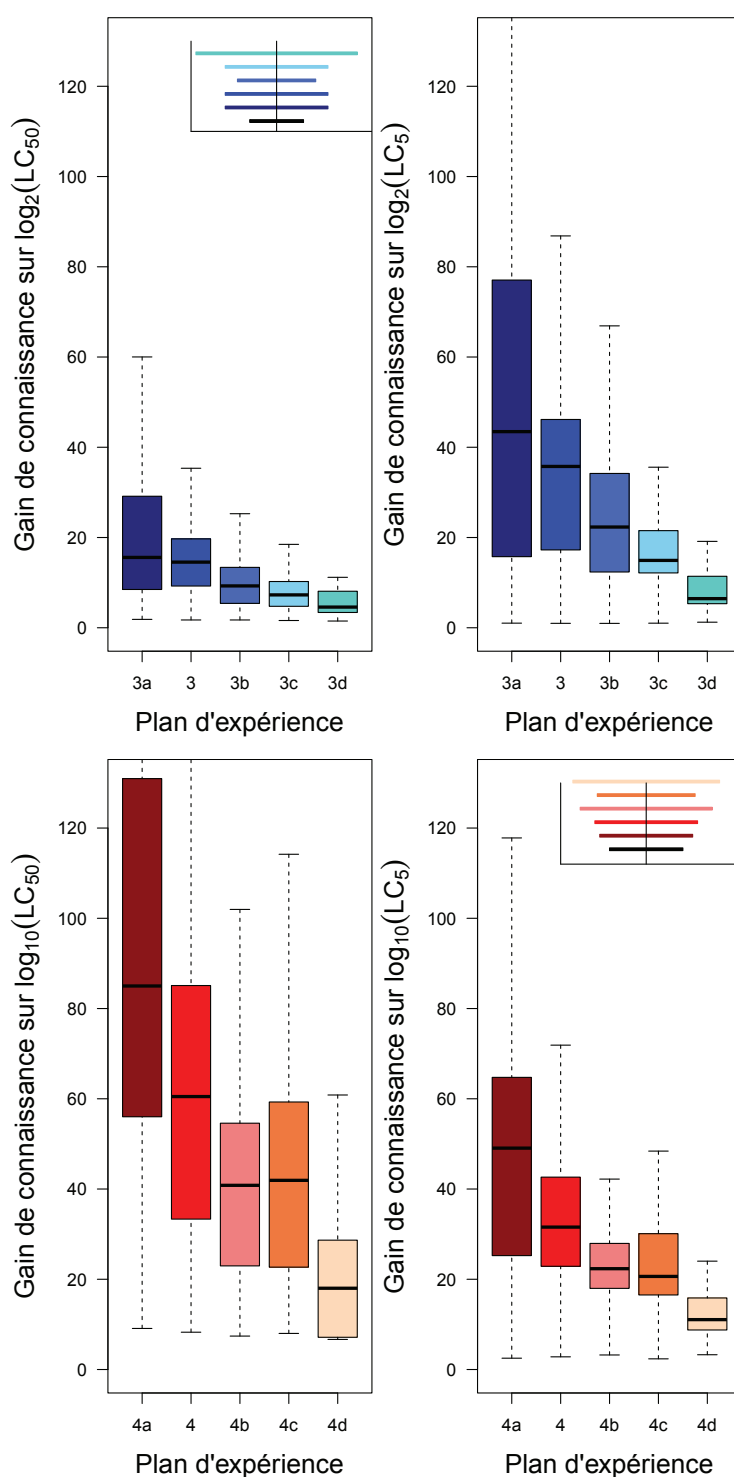 Gain de connaissance sur log₂(LC₅₀)
120
100
80
60
40
20
0
3a 3 3b 3c 3d
Plan d'expérience
Gain de connaissance sur log₂(LC₅)
120
100
80
60
40
20
0
3a 3 3b 3c 3d
Plan d'expérience
Gain de connaissance sur log₁₀(LC₅₀)
120
100
80
60
40
20
0
4a 4 4b 4c 4d
Plan d'expérience
Gain de connaissance sur log₁₀(LC₅)
120
100
80
60
40
20
0
4a 4 4b 4c 4d
Plan d'expérience